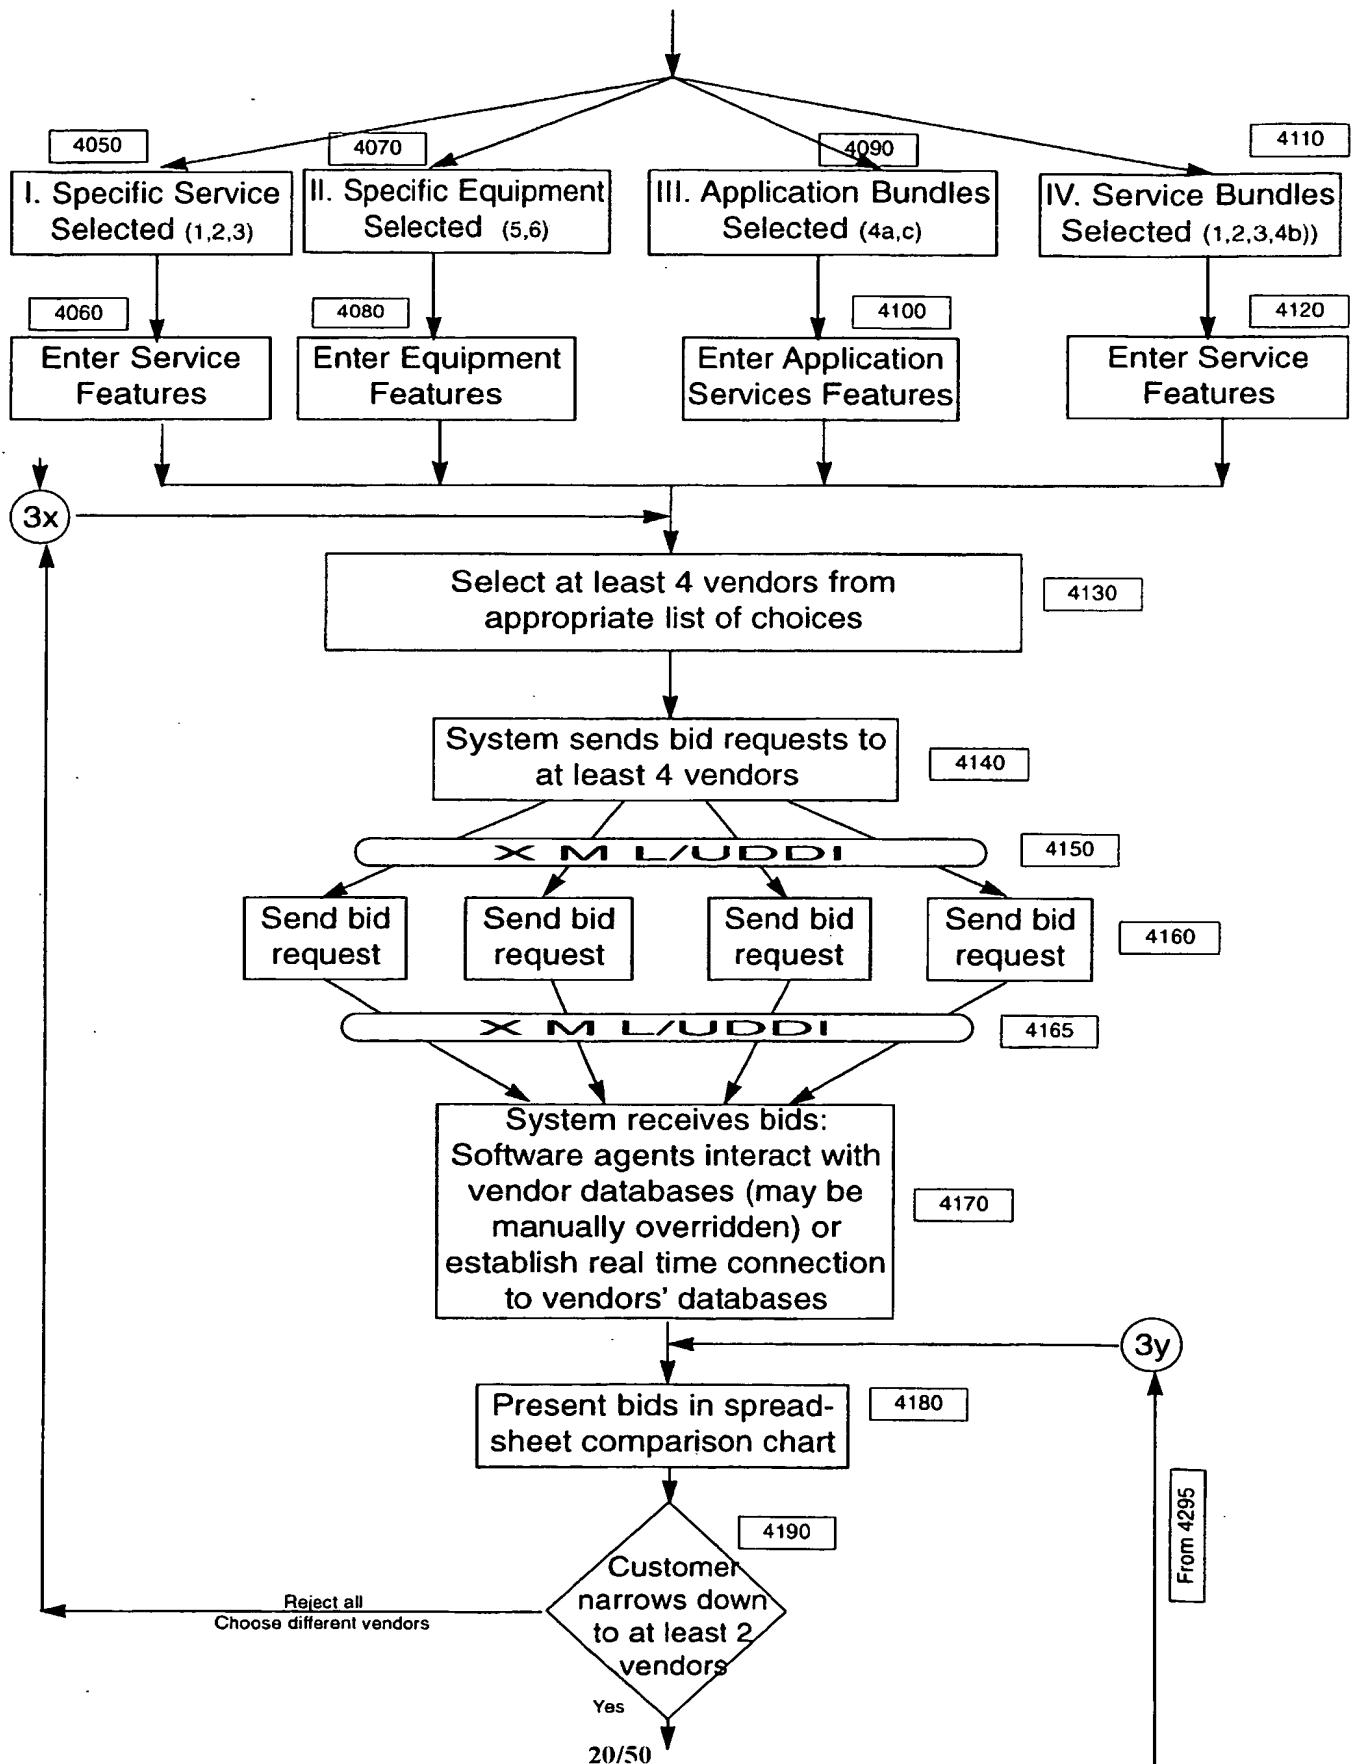 4050
4070
4090
4110
I. Specific Service
Selected (1,2,3)
II. Specific Equipment
Selected (5,6)
III. Application Bundles
Selected (4a,c)
IV. Service Bundles
Selected (1,2,3,4b))
4060
4080
4100
4120
Enter Service
Features
Enter Equipment
Features
Enter Application
Services Features
Enter Service
Features
3x
Select at least 4 vendors from
appropriate list of choices
4130
System sends bid requests to
at least 4 vendors
4140
X M L/UDDI
4150
Send bid
request
Send bid
request
Send bid
request
Send bid
request
4160
X M L/UDDI
4165
System receives bids:
Software agents interact with
vendor databases (may be
manually overridden) or
establish real time connection
to vendors' databases
4170
3y
Present bids in spread-
sheet comparison chart
4180
From 4295
4190
Customer
narrows down
to at least 2
vendors
Reject all
Choose different vendors
Yes
20/50